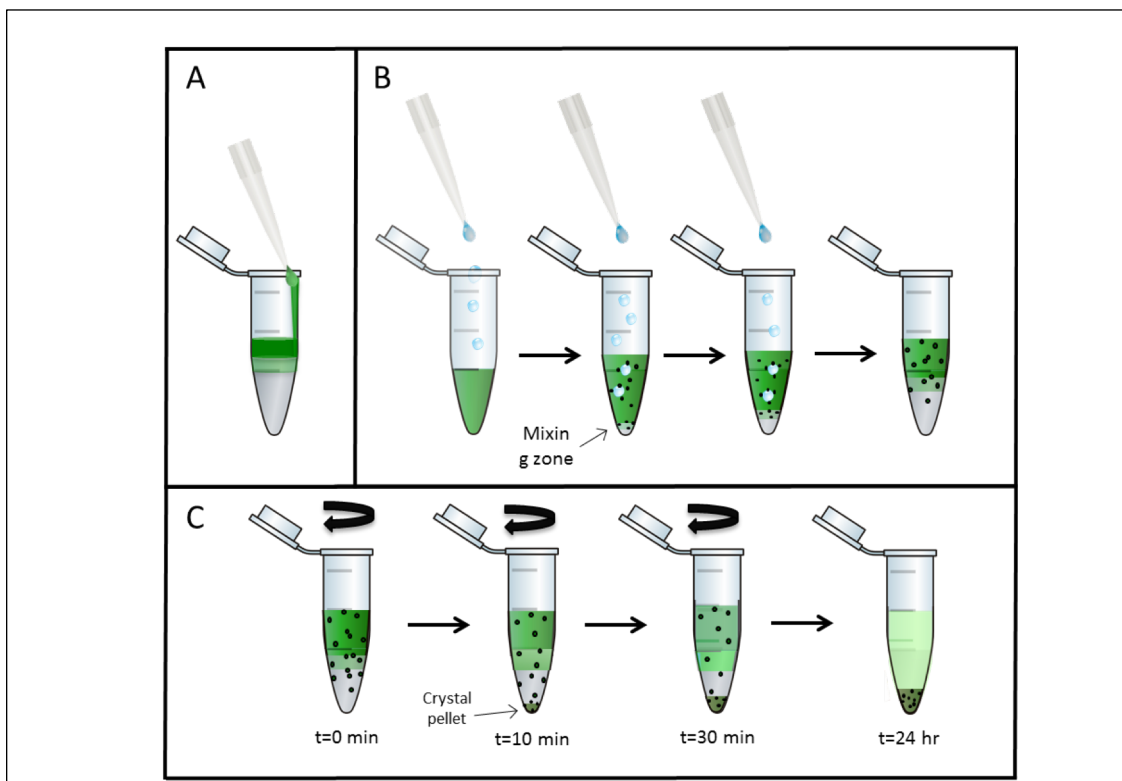 A
B
Mixin
g zone
C
Crystal
pellet
t=0 min
t=10 min
t=30 min
t=24 hr